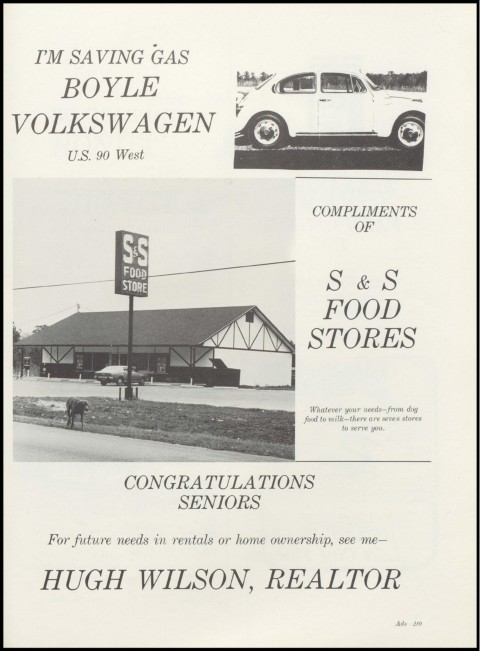 I'M SAVING GAS
BOYLE
VOLKSWAGEN
U.S. 90 West
S&S
FOOD
STORE
COMPLIMENTS
OF
S & S
FOOD
STORES
Whatever your needs—from dog
food to milk—there are seven stores
to serve you.
CONGRATULATIONS
SENIORS
For future needs in rentals or home ownership, see me—
HUGH WILSON, REALTOR